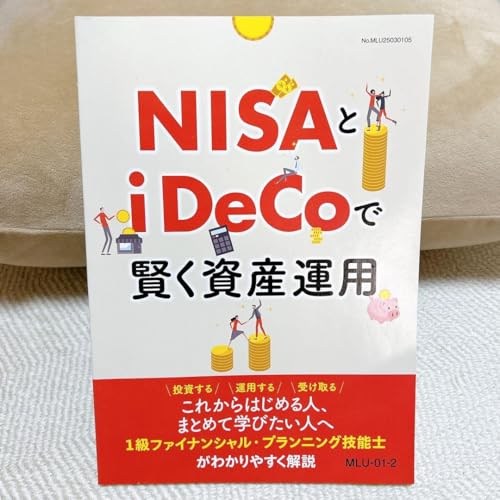 No.MLU25030105
NISAと
iDeCoで
賢く資産運用
投資する 運用する 受け取る
これからはじめる人、
まとめて学びたい人へ
1級ファイナンシャル・プランニング技能士
がわかりやすく解説
MLU-01-2